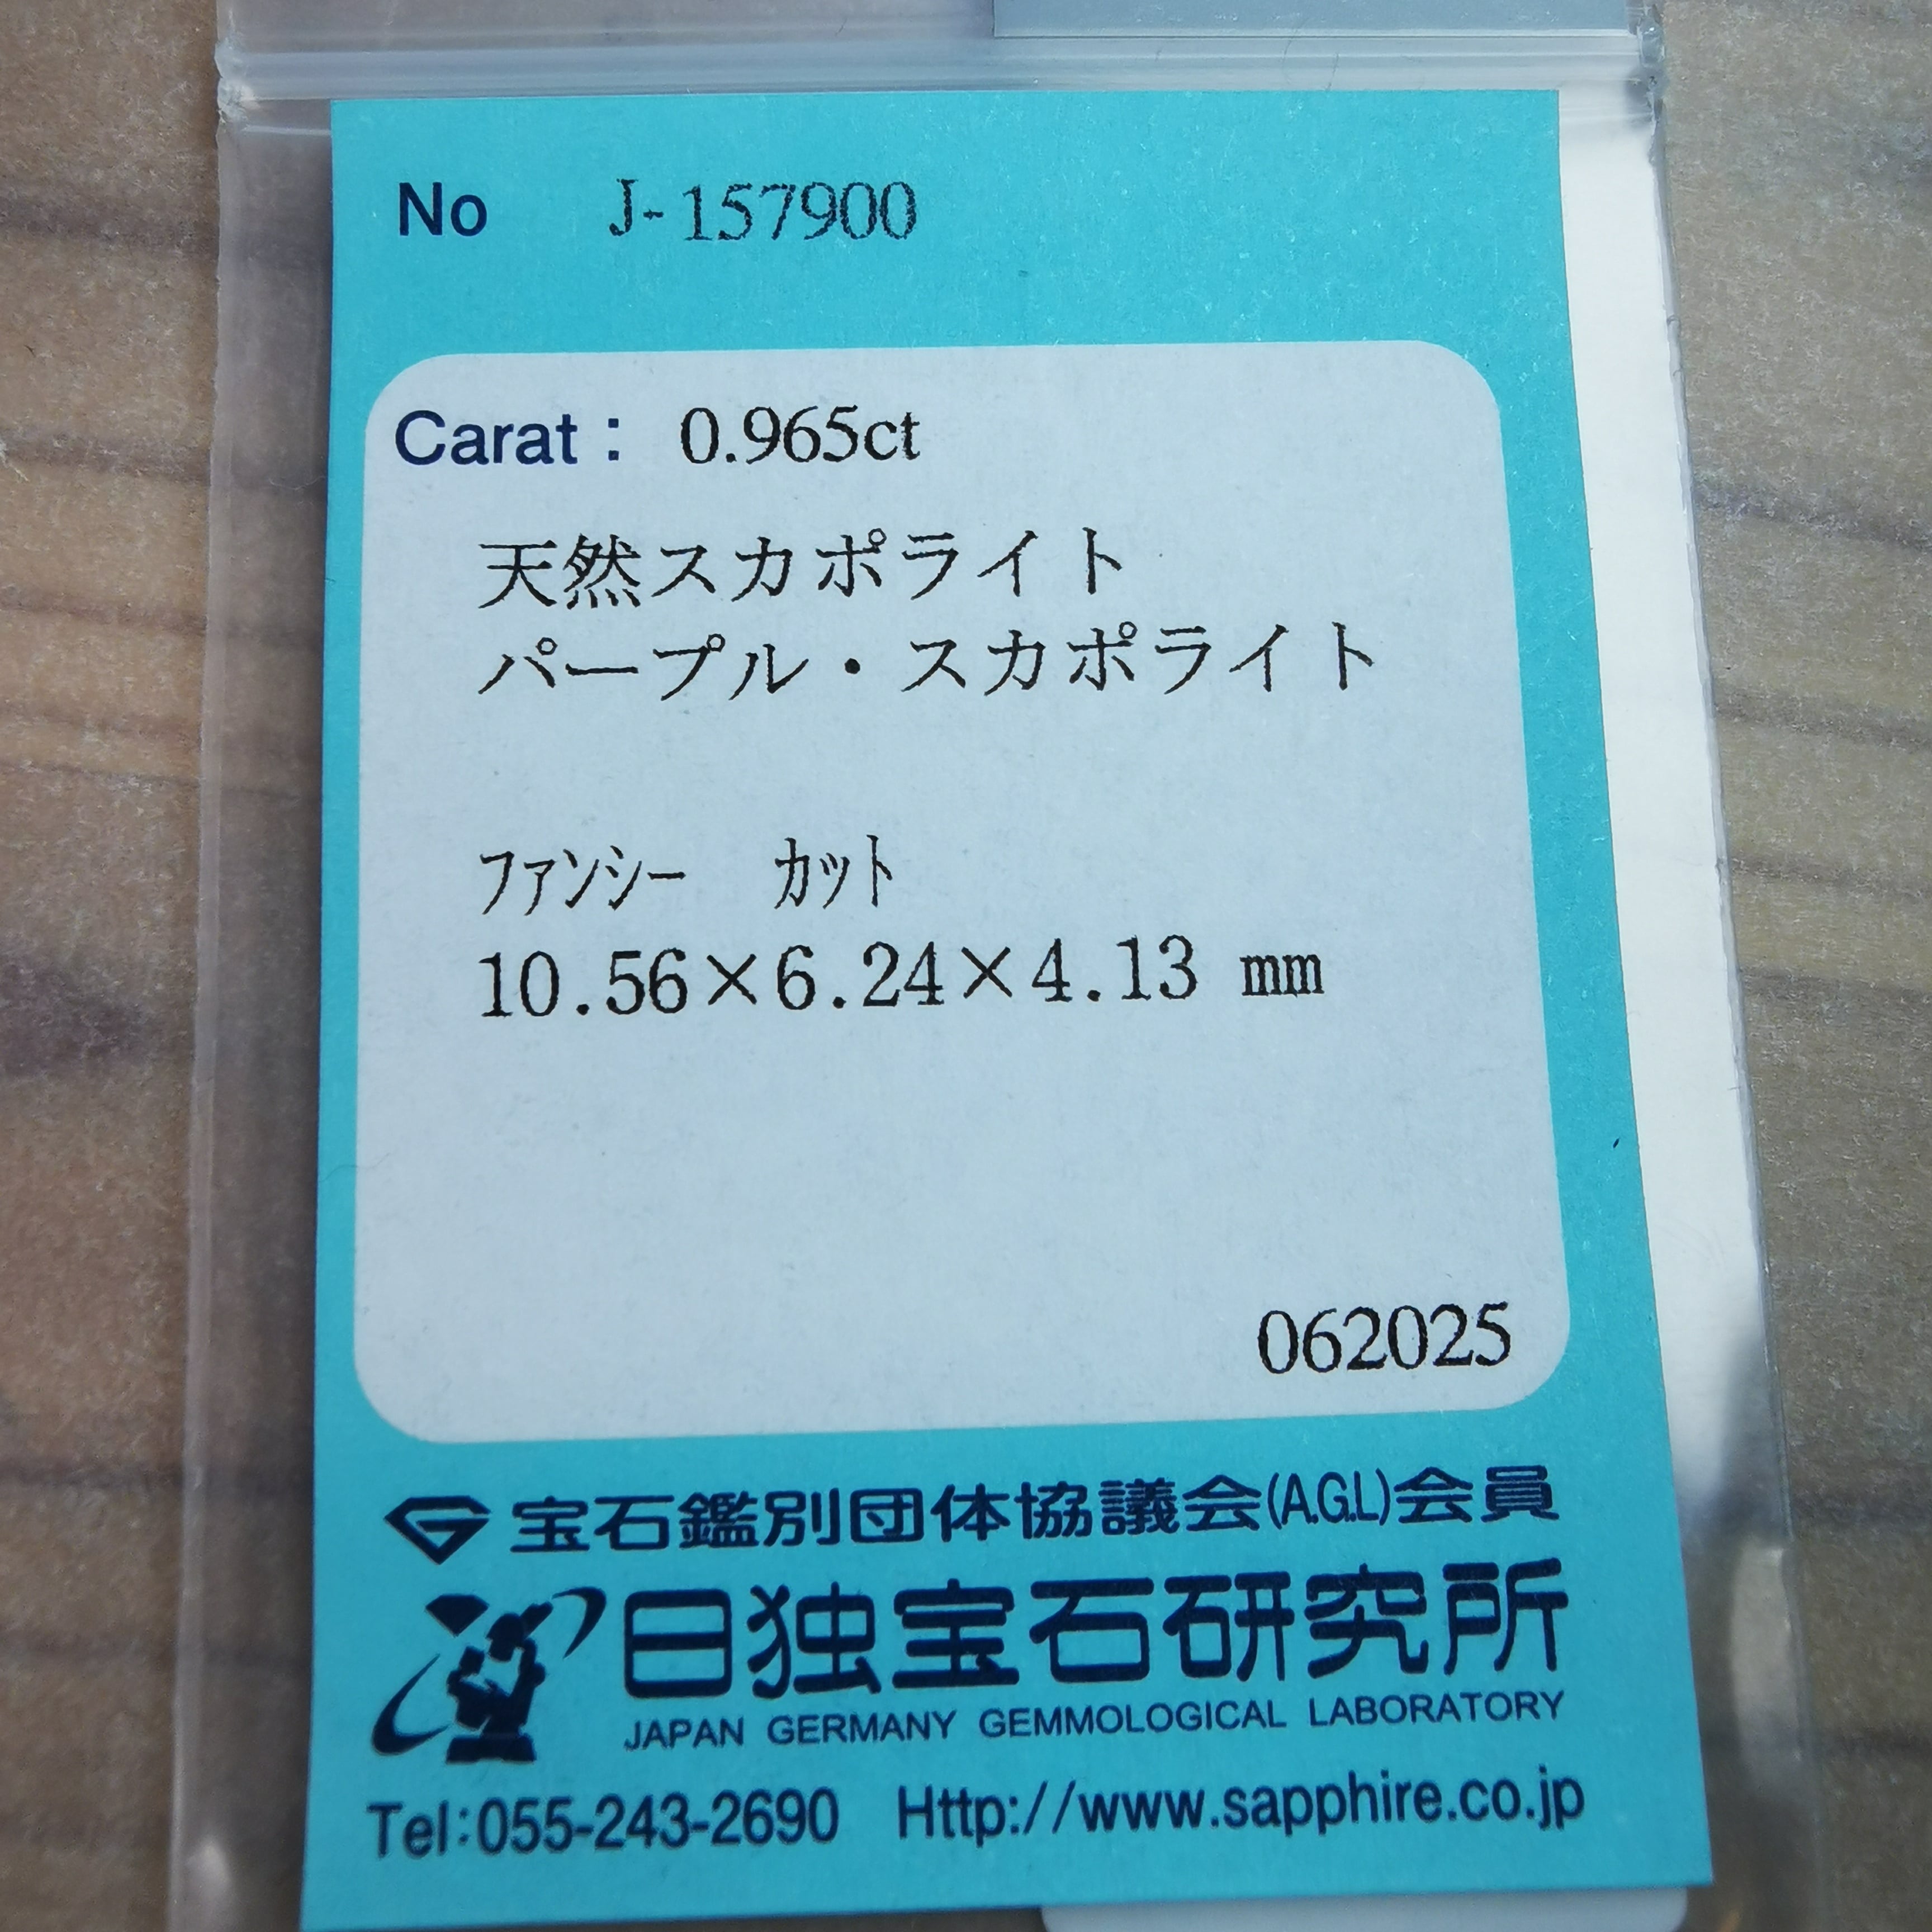 No J-157900
Carat : 0.965ct
天然スカポライト
パープル・スカポライト
ファンシー カット
10.56×6.24×4.13 mm
062025
宝石鑑別団体協議会(A.G.L)会員
日独宝石研究所
JAPAN GERMANY GEMMOLOGICAL LABORATORY
Tel:055-243-2690 Http://www.sapphire.co.jp